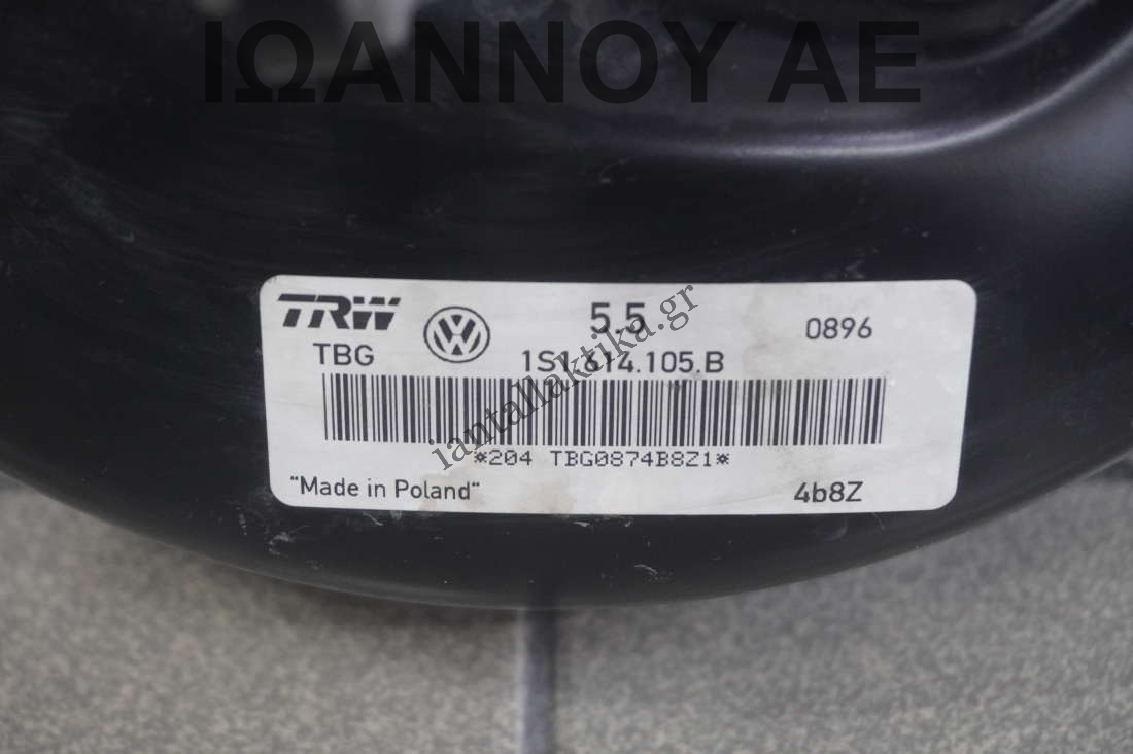 ΙΩΑΝΝΟΥ ΑΕ
TRW
5.5
0896
TBG
1S1.614.105.B
iantallaktika.gr
*204 TBG0874B8Z1*
"Made in Poland"
4b8Z